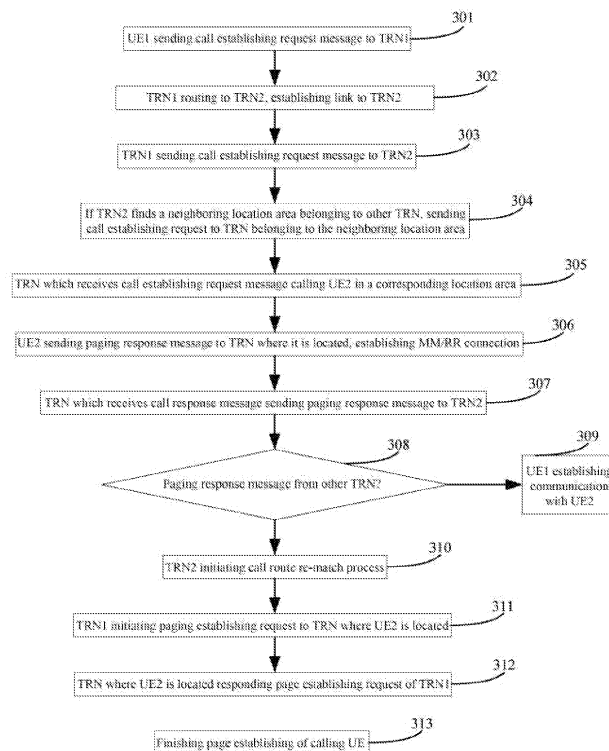 301
UE1 sending call establishing request message to TRN1
302
TRN1 routing to TRN2, establishing link to TRN2
303
TRN1 sending call establishing request message to TRN2
304
If TRN2 finds a neighboring location area belonging to other TRN, sending
call establishing request to TRN belonging to the neighboring location area
305
TRN which receives call establishing request message calling UE2 in a corresponding location area
306
UE2 sending paging response message to TRN where it is located, establishing MM/RR connection
307
TRN which receives call response message sending paging response message to TRN2
308
Paging response message from other TRN?
309
UE1 establishing
communication
with UE2
310
TRN2 initiating call route re-match process
311
TRN1 initiating paging establishing request to TRN where UE2 is located
312
TRN where UE2 is located responding page establishing request of TRN1
313
Finishing page establishing of calling UE